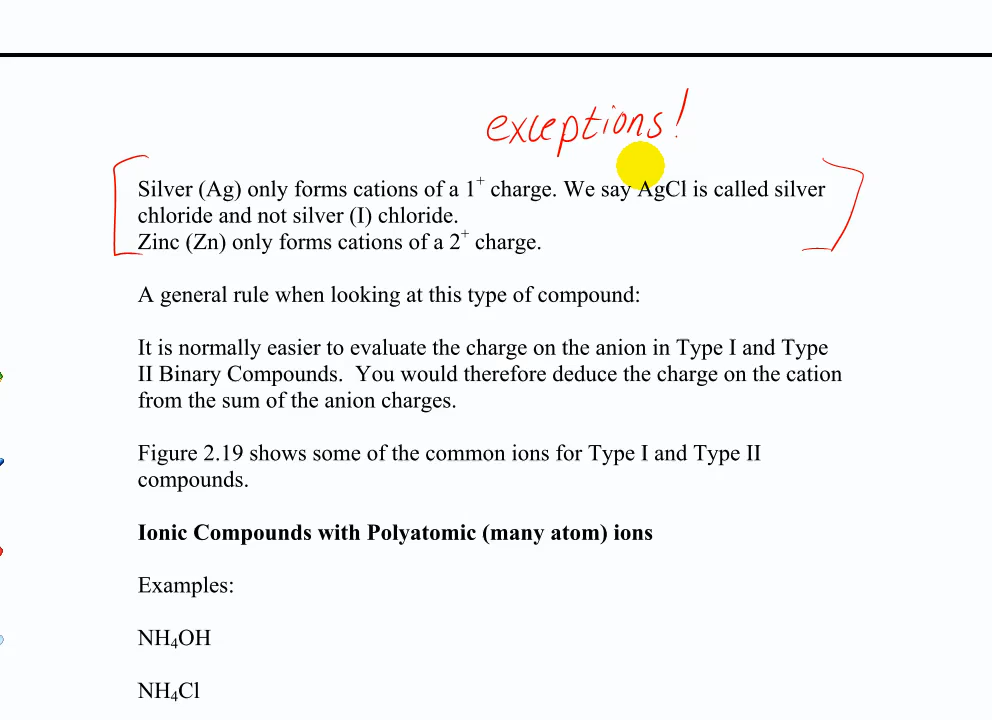 exceptions!
Silver (Ag) only forms cations of a 1⁺ charge. We say AgCl is called silver
chloride and not silver (I) chloride.
Zinc (Zn) only forms cations of a 2⁺ charge.
A general rule when looking at this type of compound:
It is normally easier to evaluate the charge on the anion in Type I and Type
II Binary Compounds. You would therefore deduce the charge on the cation
from the sum of the anion charges.
Figure 2.19 shows some of the common ions for Type I and Type II
compounds.
Ionic Compounds with Polyatomic (many atom) ions
Examples:
NH₄OH
NH₄Cl